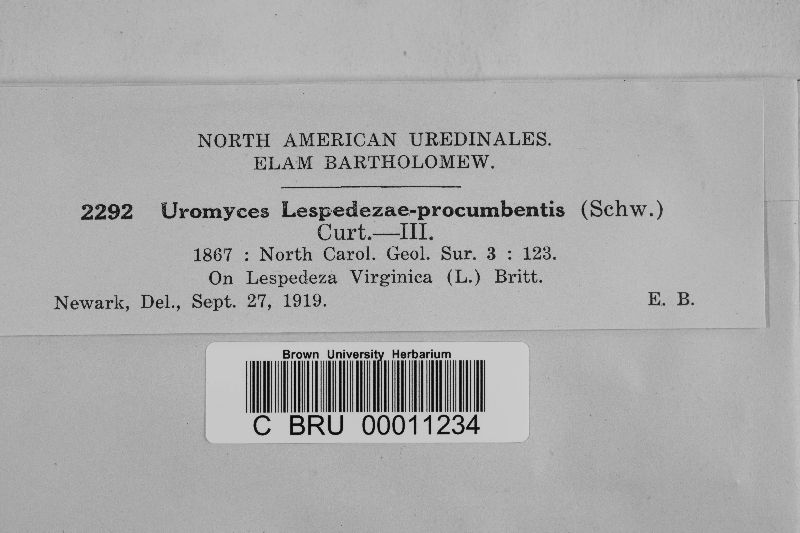 NORTH AMERICAN UREDINALES.
ELAM BARTHOLOMEW.
2292 Uromyces Lespedezae-procumbentis (Schw.)
Curt.—III.
1867 : North Carol. Geol. Sur. 3 : 123.
On Lespedeza Virginica (L.) Britt.
Newark, Del., Sept. 27, 1919. E. B.
Brown University Herbarium
C BRU 00011234